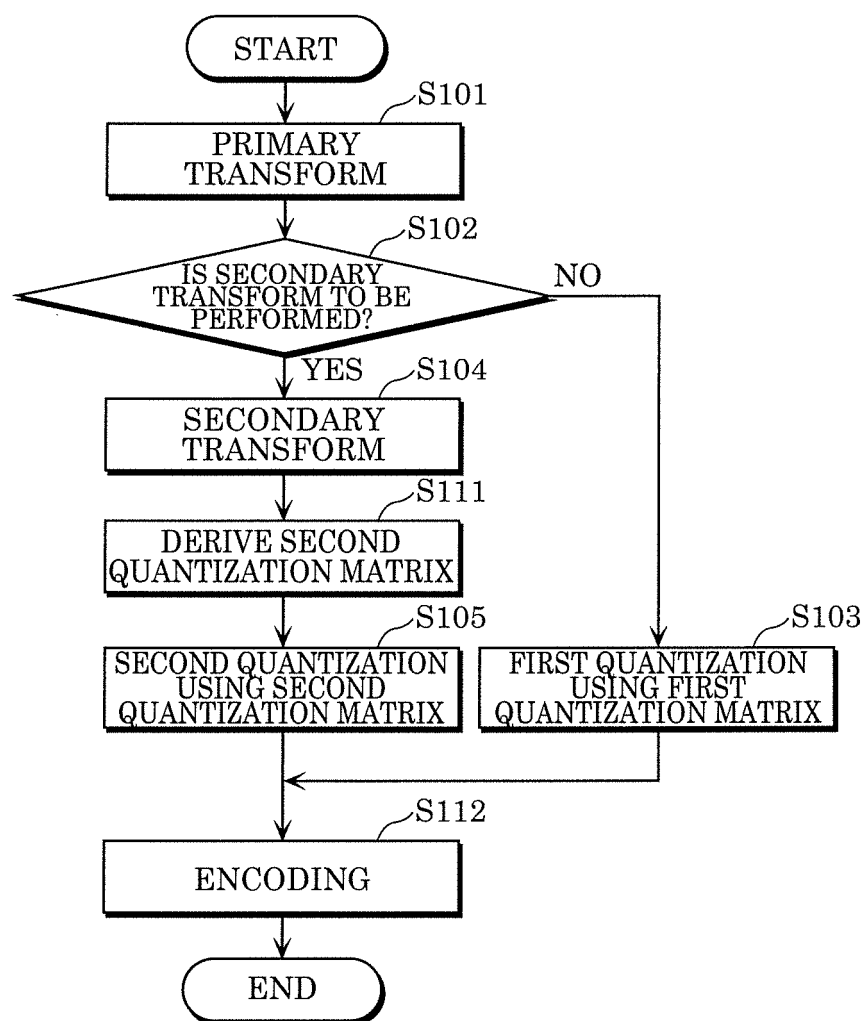 START
S101
PRIMARY
TRANSFORM
S102
IS SECONDARY
TRANSFORM TO BE
PERFORMED?
NO
YES
S104
SECONDARY
TRANSFORM
S111
DERIVE SECOND
QUANTIZATION MATRIX
S105
SECOND QUANTIZATION
USING SECOND
QUANTIZATION MATRIX
S103
FIRST QUANTIZATION
USING FIRST
QUANTIZATION MATRIX
S112
ENCODING
END